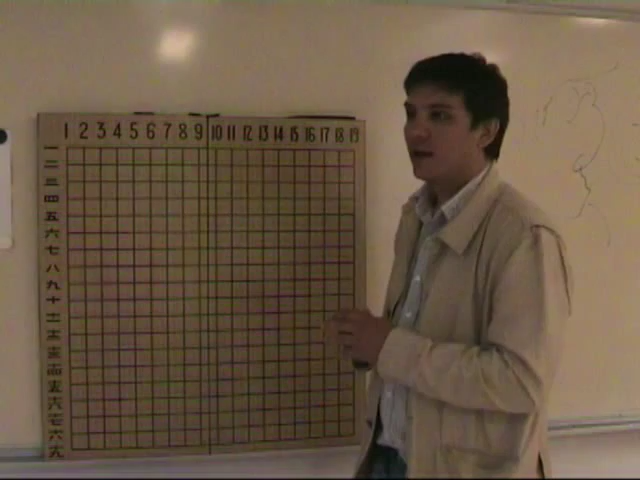 1 2 3 4 5 6 7 8 9 10 11 12 13 14 15 16 17 18 19
一
二
三
四
五
六
七
八
九
十
十一
十二
十三
十四
十五
十六
十七
十八
十九